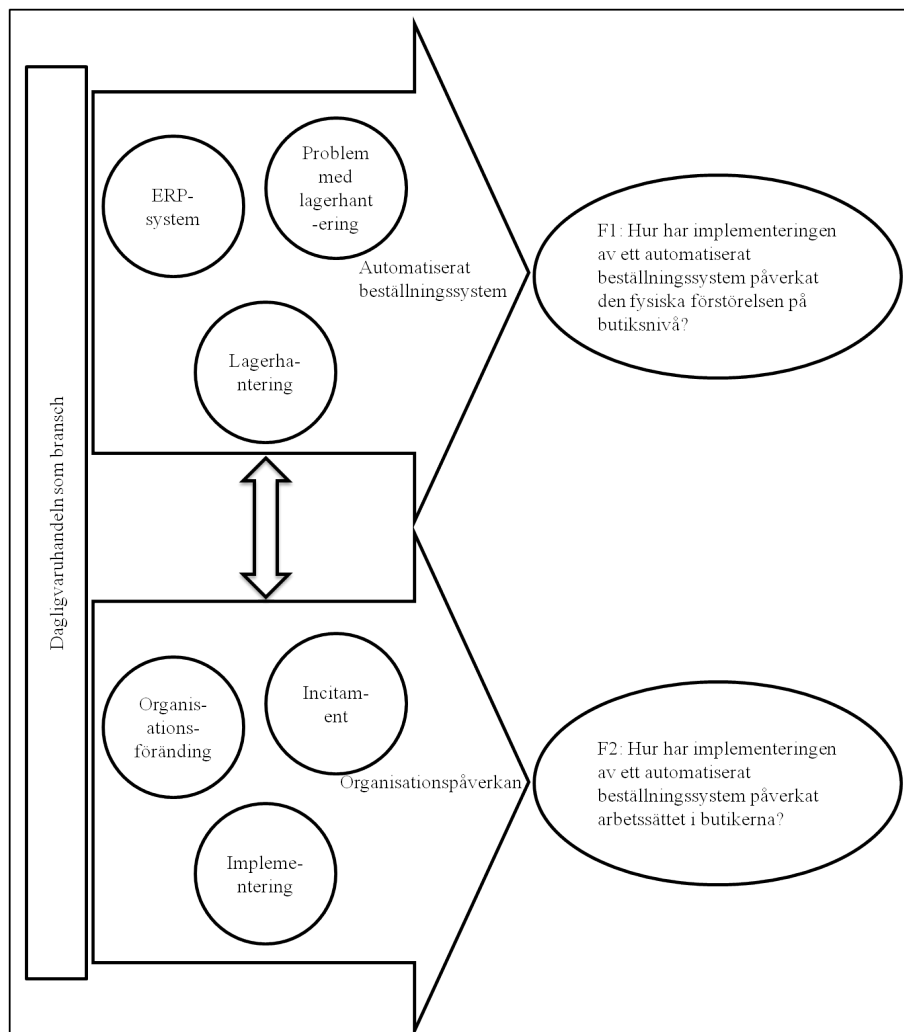 Dagligvaruhandeln som bransch
ERP-
system
Problem
med
lagerhant
-ering
Automatiserat
beställningssystem
Lagerha-
ntering
F1: Hur har implementeringen
av ett automatiserat
beställningssystem påverkat
den fysiska förstörelsen på
butiksnivå?
Organis-
ations-
föränding
Incitam-
ent
Organisationspåverkan
Impleme-
ntering
F2: Hur har implementeringen
av ett automatiserat
beställningssystem påverkat
arbetssättet i butikerna?